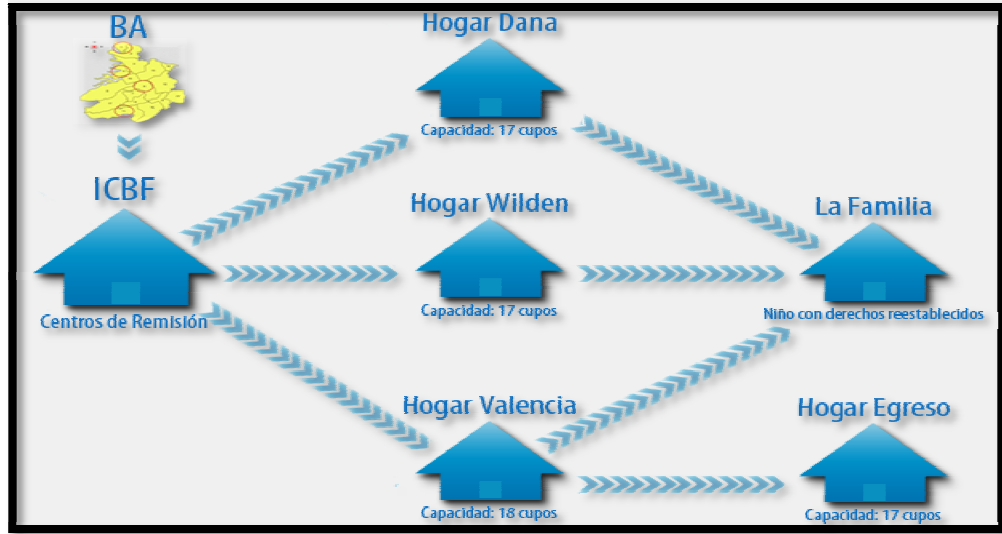 BA
Hogar Dana
Capacidad: 17 cupos
ICBF
Centros de Remisión
Hogar Wilden
Capacidad: 17 cupos
La Familia
Niño con derechos reestablecidos
Hogar Valencia
Capacidad: 18 cupos
Hogar Egreso
Capacidad: 17 cupos